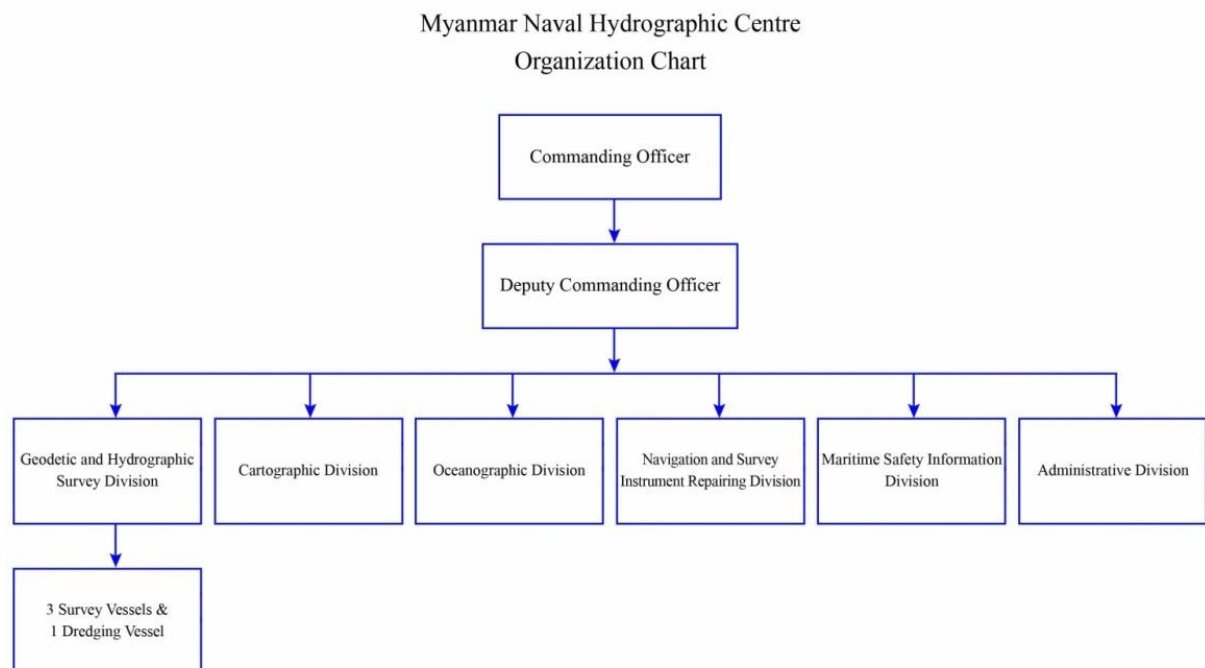 Myanmar Naval Hydrographic Centre
Organization Chart
Commanding Officer
Deputy Commanding Officer
Geodetic and Hydrographic
Survey Division
Cartographic Division
Oceanographic Division
Navigation and Survey
Instrument Repairing Division
Maritime Safety Information
Division
Administrative Division
3 Survey Vessels &
1 Dredging Vessel